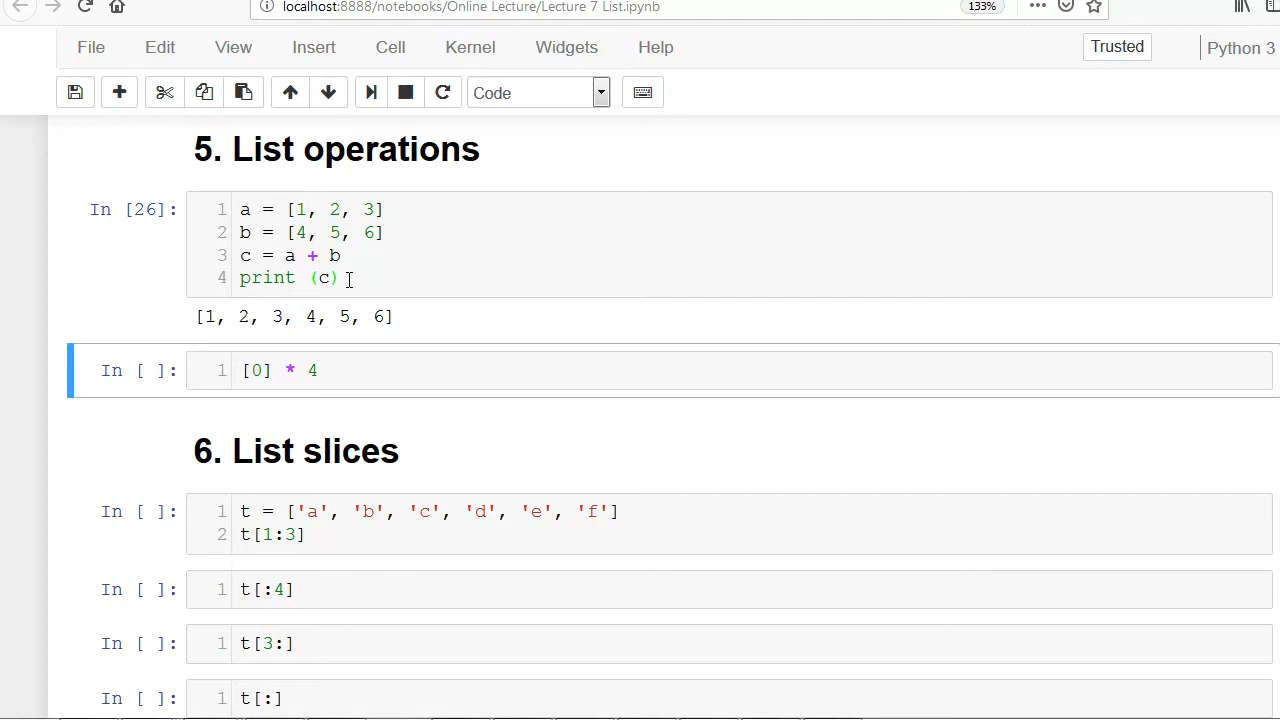 localhost:8888/notebooks/Online Lecture/Lecture 7 List.ipynb 133%
File Edit View Insert Cell Kernel Widgets Help Trusted Python 3
Code
5. List operations
In [26]: 1 a = [1, 2, 3]
2 b = [4, 5, 6]
3 c = a + b
4 print (c)
[1, 2, 3, 4, 5, 6]
In [ ]: 1 [0] * 4
6. List slices
In [ ]: 1 t = ['a', 'b', 'c', 'd', 'e', 'f']
2 t[1:3]
In [ ]: 1 t[:4]
In [ ]: 1 t[3:]
In [ ]: 1 t[:]